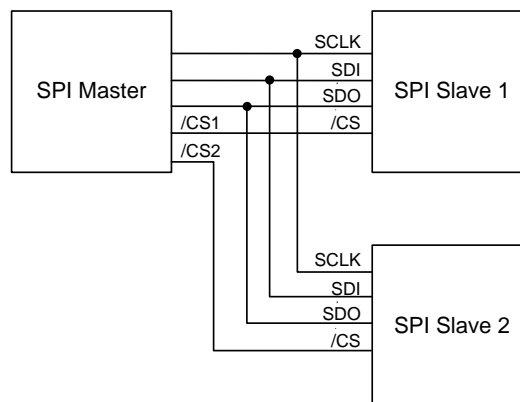 SPI Master
/CS1
/CS2
SCLK
SDI
SDO
/CS
SPI Slave 1
SCLK
SDI
SDO
/CS
SPI Slave 2